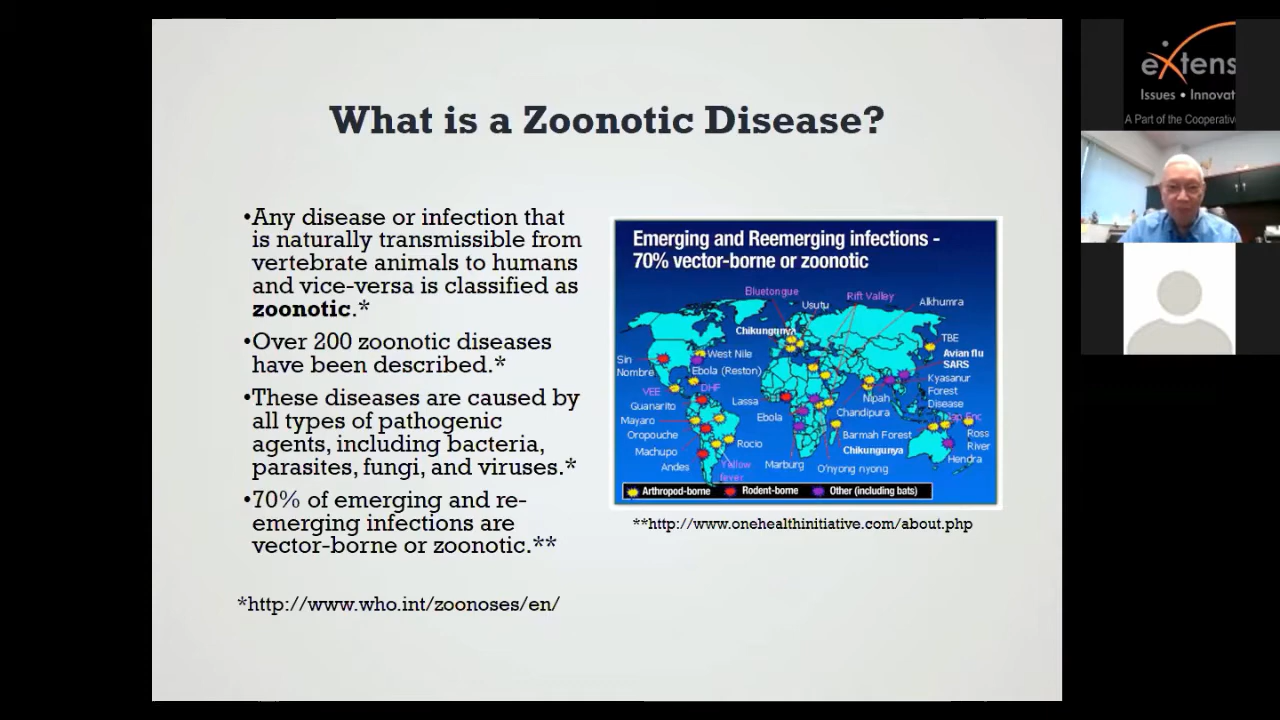 What is a Zoonotic Disease?
•Any disease or infection that
is naturally transmissible from
vertebrate animals to humans
and vice-versa is classified as
zoonotic.*
•Over 200 zoonotic diseases
have been described.*
•These diseases are caused by
all types of pathogenic
agents, including bacteria,
parasites, fungi, and viruses.*
•70% of emerging and re-
emerging infections are
vector-borne or zoonotic.**
*http://www.who.int/zoonoses/en/
Emerging and Reemerging infections -
70% vector-borne or zoonotic
Bluetongue
Usutu
Rift Valley
Alkhumra
Chikungunya
TBE
Sin
Nombre
West Nile
Avian flu
SARS
Ebola (Reston)
VEE
DHF
Kyasanur
Forest
Disease
Guanarito
Lassa
Nipah
Mayaro
Ebola
Chandipura
Jap Enc
Oropouche
Barmah Forest
Ross
River
Machupo
Rocio
Chikungunya
Hendra
Andes
Yellow
fever
Marburg
O'nyong nyong
Arthropod-borne
Rodent-borne
Other (including bats)
**http://www.onehealthinitiative.com/about.php
eXtens
Issues • Innovat
A Part of the Cooperativ